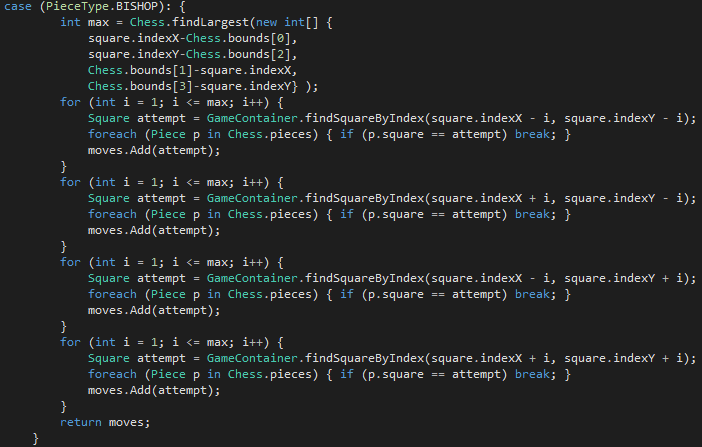 case (PieceType.BISHOP): {
int max = Chess.findLargest(new int[] {
square.indexX-Chess.bounds[0],
square.indexY-Chess.bounds[2],
Chess.bounds[1]-square.indexX,
Chess.bounds[3]-square.indexY} );
for (int i = 1; i <= max; i++) {
Square attempt = GameContainer.findSquareByIndex(square.indexX - i, square.indexY - i);
foreach (Piece p in Chess.pieces) { if (p.square == attempt) break; }
moves.Add(attempt);
}
for (int i = 1; i <= max; i++) {
Square attempt = GameContainer.findSquareByIndex(square.indexX + i, square.indexY - i);
foreach (Piece p in Chess.pieces) { if (p.square == attempt) break; }
moves.Add(attempt);
}
for (int i = 1; i <= max; i++) {
Square attempt = GameContainer.findSquareByIndex(square.indexX - i, square.indexY + i);
foreach (Piece p in Chess.pieces) { if (p.square == attempt) break; }
moves.Add(attempt);
}
for (int i = 1; i <= max; i++) {
Square attempt = GameContainer.findSquareByIndex(square.indexX + i, square.indexY + i);
foreach (Piece p in Chess.pieces) { if (p.square == attempt) break; }
moves.Add(attempt);
}
return moves;
}